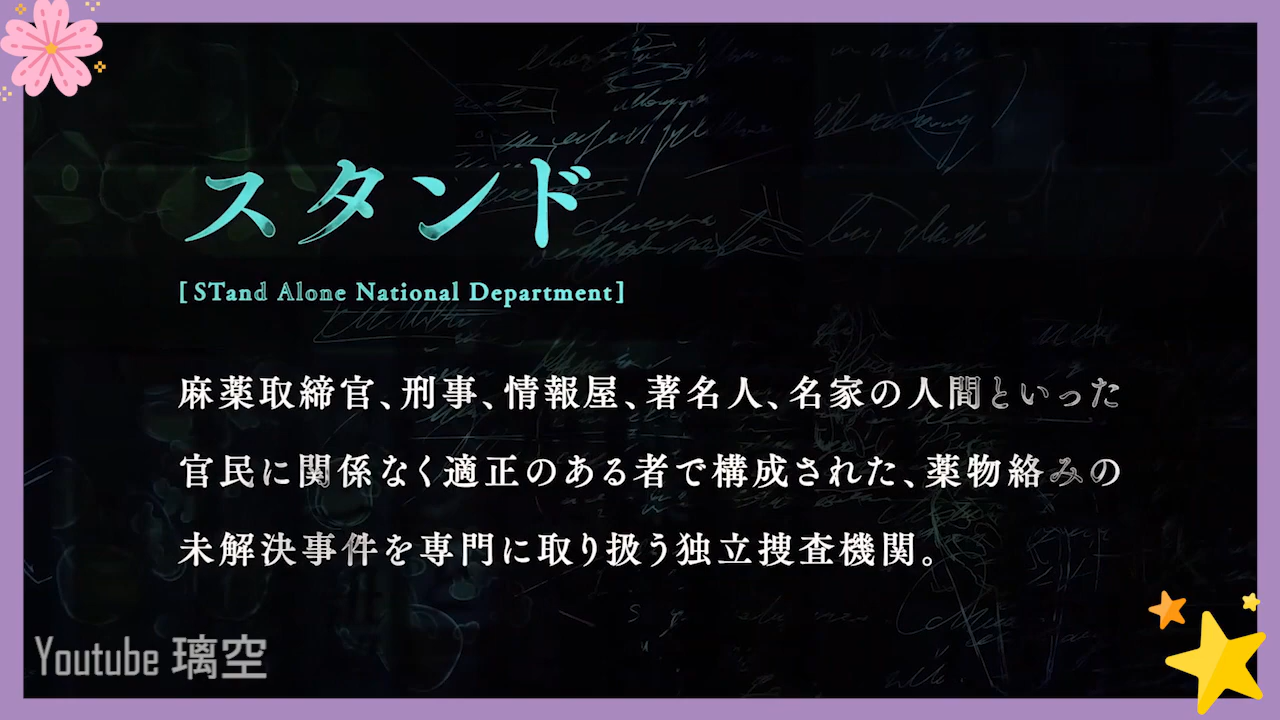 スタンド
[STand Alone National Department]
麻薬取締官、刑事、情報屋、著名人、名家の人間といった
官民に関係なく適正のある者で構成された、薬物絡みの
未解決事件を専門に取り扱う独立捜査機関。
Youtube 璃空